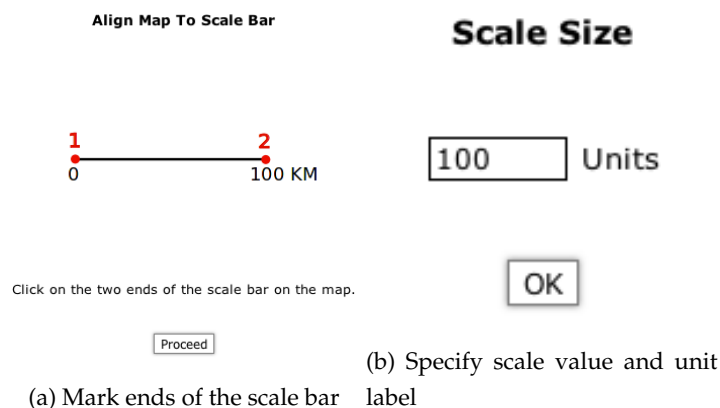 Align Map To Scale Bar
1 2
0 100 KM
Click on the two ends of the scale bar on the map.
Proceed
(a) Mark ends of the scale bar
Scale Size
100 Units
OK
(b) Specify scale value and unit
label